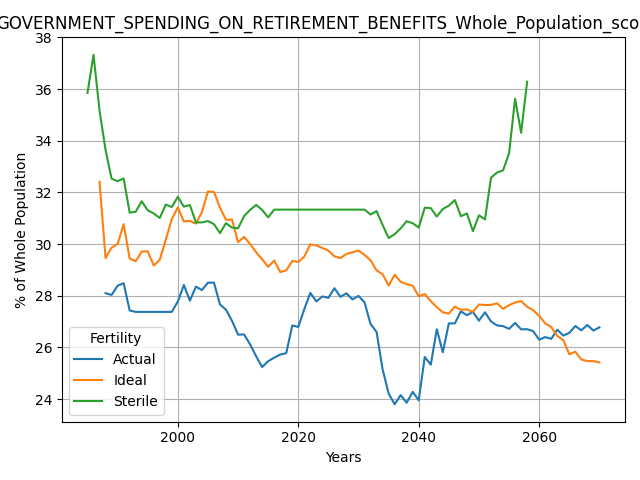 GOVERNMENT_SPENDING_ON_RETIREMENT_BENEFITS_Whole_Population_sco
38
36
34
32
30
28
26
24
% of Whole Population
Fertility
Actual
Ideal
Sterile
2000 2020 2040 2060
Years